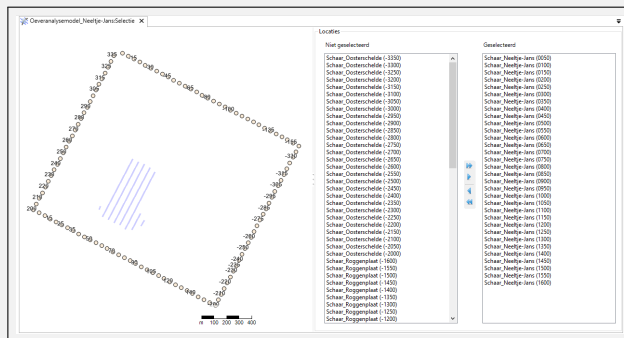 Oeveranalysemodel_Neeltje-Jans:Selectie
Locaties
Niet geselecteerd
Schaar_Oosterschelde (-3350)
Schaar_Oosterschelde (-3300)
Schaar_Oosterschelde (-3250)
Schaar_Oosterschelde (-3200)
Schaar_Oosterschelde (-3150)
Schaar_Oosterschelde (-3100)
Schaar_Oosterschelde (-3050)
Schaar_Oosterschelde (-3000)
Schaar_Oosterschelde (-2950)
Schaar_Oosterschelde (-2900)
Schaar_Oosterschelde (-2850)
Schaar_Oosterschelde (-2800)
Schaar_Oosterschelde (-2750)
Schaar_Oosterschelde (-2700)
Schaar_Oosterschelde (-2650)
Schaar_Oosterschelde (-2600)
Schaar_Oosterschelde (-2550)
Schaar_Oosterschelde (-2500)
Schaar_Oosterschelde (-2450)
Schaar_Oosterschelde (-2400)
Schaar_Oosterschelde (-2350)
Schaar_Oosterschelde (-2300)
Schaar_Oosterschelde (-2250)
Schaar_Oosterschelde (-2200)
Schaar_Oosterschelde (-2150)
Schaar_Oosterschelde (-2100)
Schaar_Oosterschelde (-2050)
Schaar_Oosterschelde (-2000)
Schaar_Roggenplaat (-1600)
Schaar_Roggenplaat (-1550)
Schaar_Roggenplaat (-1500)
Schaar_Roggenplaat (-1450)
Schaar_Roggenplaat (-1400)
Schaar_Roggenplaat (-1350)
Schaar_Roggenplaat (-1300)
Schaar_Roggenplaat (-1250)
Schaar_Roggenplaat (-1200)
Geselecteerd
Schaar_Neeltje-Jans (0050)
Schaar_Neeltje-Jans (0100)
Schaar_Neeltje-Jans (0150)
Schaar_Neeltje-Jans (0200)
Schaar_Neeltje-Jans (0250)
Schaar_Neeltje-Jans (0300)
Schaar_Neeltje-Jans (0350)
Schaar_Neeltje-Jans (0400)
Schaar_Neeltje-Jans (0450)
Schaar_Neeltje-Jans (0500)
Schaar_Neeltje-Jans (0550)
Schaar_Neeltje-Jans (0600)
Schaar_Neeltje-Jans (0650)
Schaar_Neeltje-Jans (0700)
Schaar_Neeltje-Jans (0750)
Schaar_Neeltje-Jans (0800)
Schaar_Neeltje-Jans (0850)
Schaar_Neeltje-Jans (0900)
Schaar_Neeltje-Jans (0950)
Schaar_Neeltje-Jans (1000)
Schaar_Neeltje-Jans (1050)
Schaar_Neeltje-Jans (1100)
Schaar_Neeltje-Jans (1150)
Schaar_Neeltje-Jans (1200)
Schaar_Neeltje-Jans (1250)
Schaar_Neeltje-Jans (1300)
Schaar_Neeltje-Jans (1350)
Schaar_Neeltje-Jans (1400)
Schaar_Neeltje-Jans (1450)
Schaar_Neeltje-Jans (1500)
Schaar_Neeltje-Jans (1550)
Schaar_Neeltje-Jans (1600)
m 100 200 300 400